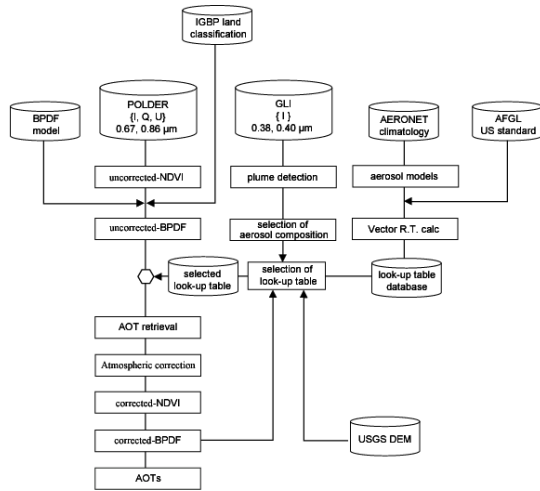 IGBP land
classification
BPDF
model
POLDER
{I, Q, U}
0.67, 0.86 µm
GLI
{ I }
0.38, 0.40 µm
AERONET
climatology
AFGL
US standard
uncorrected-NDVI
plume detection
aerosol models
uncorrected-BPDF
selection of
aerosol composition
Vector R.T. calc
selected
look-up table
selection of
look-up table
look-up table
database
AOT retrieval
Atmospheric correction
corrected-NDVI
corrected-BPDF
USGS DEM
AOTs